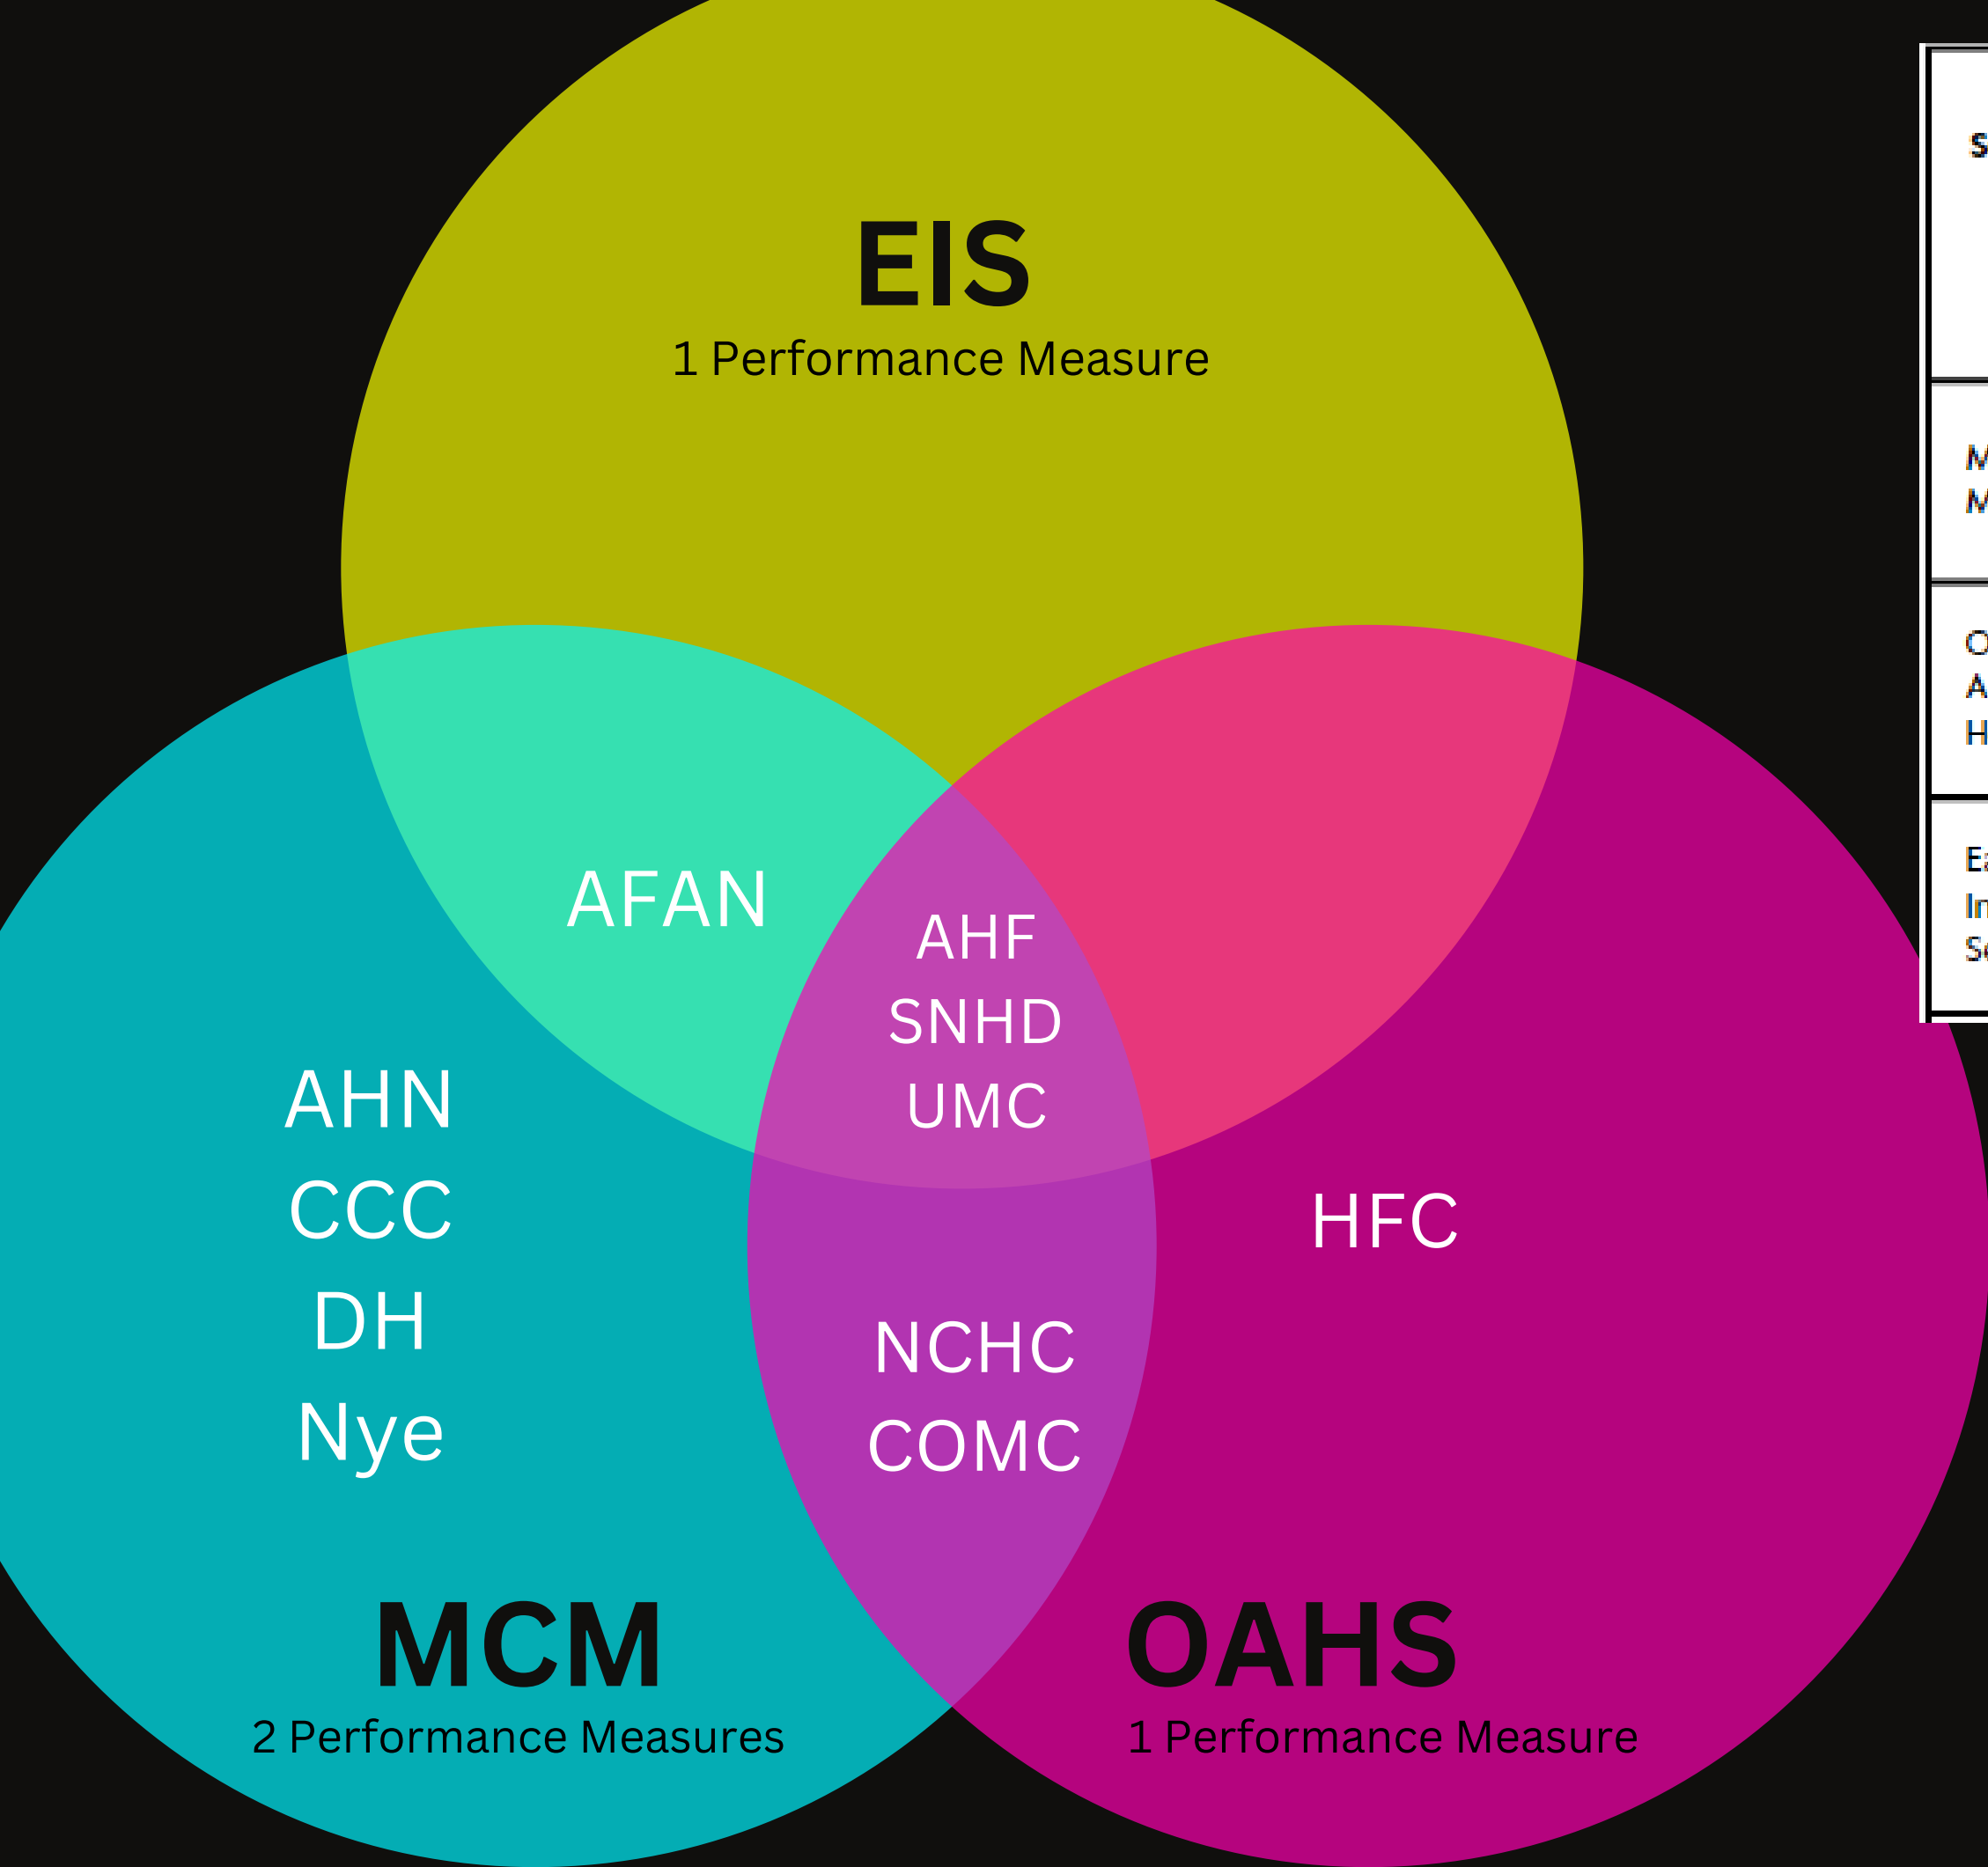 EIS
1 Performance Measure
AFAN
AHF
SNHD
UMC
AHN
CCC
DH
Nye
HFC
NCHC
COMC
MCM
2 Performance Measures
OAHS
1 Performance Measure